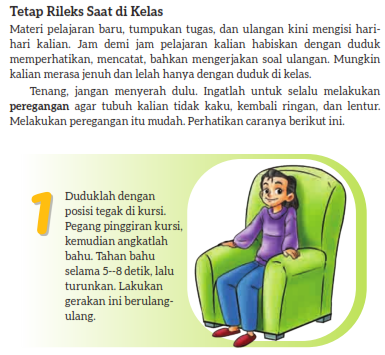 Tetap Rileks Saat di Kelas
Materi pelajaran baru, tumpukan tugas, dan ulangan kini mengisi hari-
hari kalian. Jam demi jam pelajaran kalian habiskan dengan duduk
memperhatikan, mencatat, bahkan mengerjakan soal ulangan. Mungkin
kalian merasa jenuh dan lelah hanya dengan duduk di kelas.
Tenang, jangan menyerah dulu. Ingatlah untuk selalu melakukan
peregangan agar tubuh kalian tidak kaku, kembali ringan, dan lentur.
Melakukan peregangan itu mudah. Perhatikan caranya berikut ini.
1
Duduklah dengan
posisi tegak di kursi.
Pegang pinggiran kursi,
kemudian angkatlah
bahu. Tahan bahu
selama 5--8 detik, lalu
turunkan. Lakukan
gerakan ini berulang-
ulang.